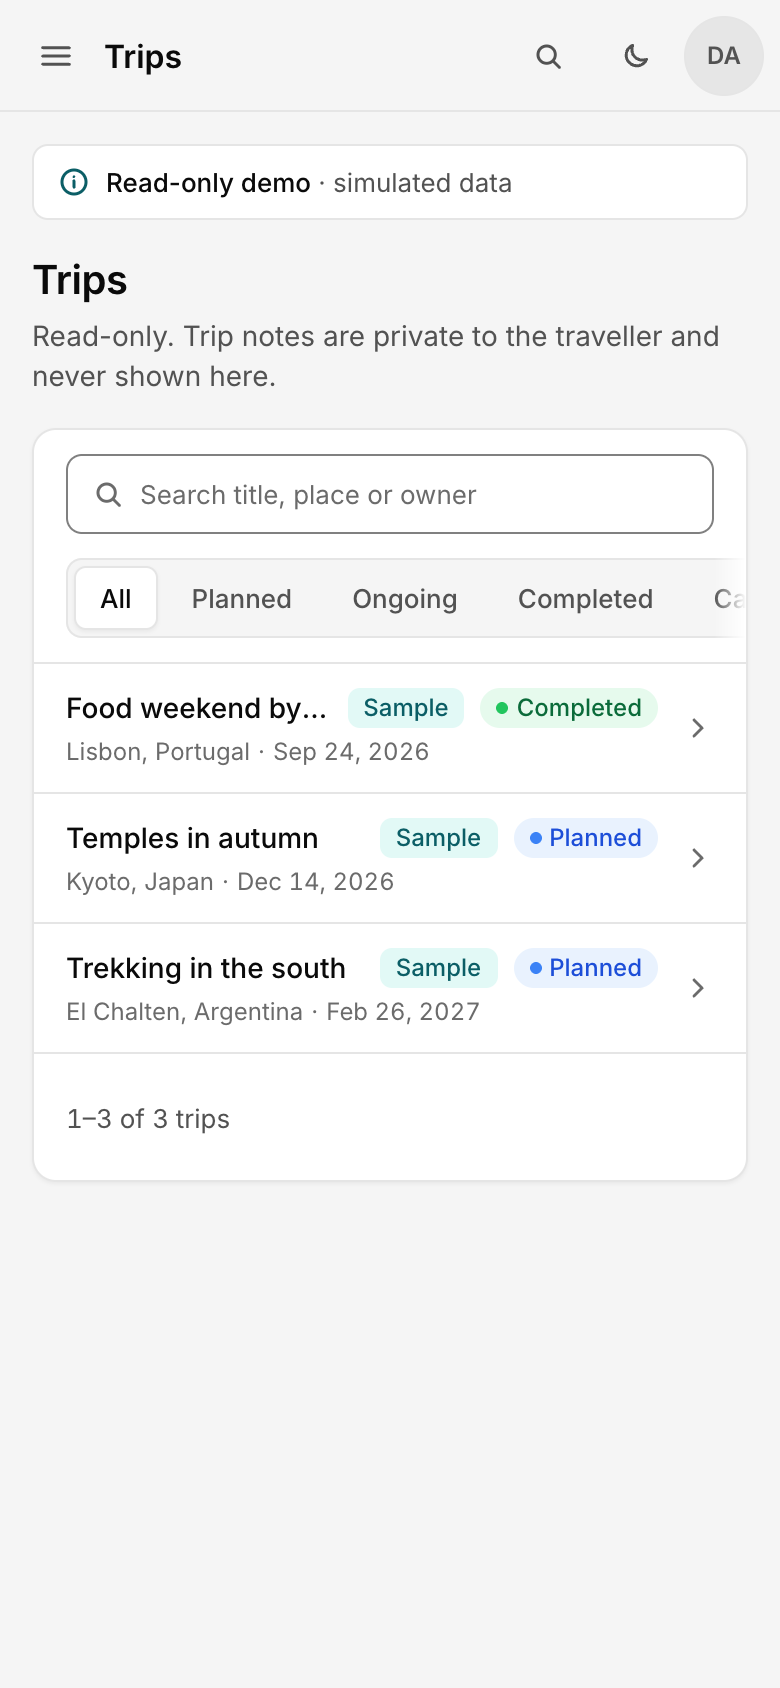 Trips
DA
Read-only demo · simulated data
Trips
Read-only. Trip notes are private to the traveller and
never shown here.
Search title, place or owner
All Planned Ongoing Completed Ca
Food weekend by... Sample Completed
Lisbon, Portugal · Sep 24, 2026
Temples in autumn Sample Planned
Kyoto, Japan · Dec 14, 2026
Trekking in the south Sample Planned
El Chalten, Argentina · Feb 26, 2027
1–3 of 3 trips